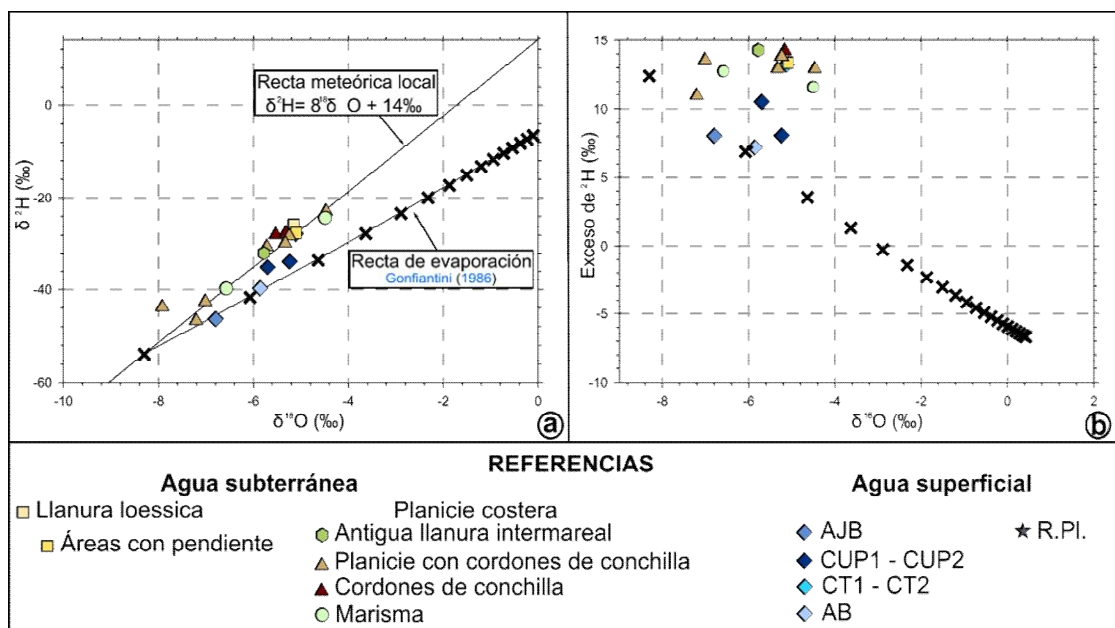 0
-20
-40
-60
δ ²H (‰)
Recta meteórica local
δ²H= 8¹⁸δ O + 14‰
Recta de evaporación
Gonfiantini (1986)
-10
-8
-6
-4
-2
0
δ¹⁸O (‰)
a
15
10
5
0
-5
-10
Exceso de ²H (‰)
-8
-6
-4
-2
0
2
δ¹⁸O (‰)
b
REFERENCIAS
Agua subterránea
Llanura loessica
Áreas con pendiente
Planicie costera
Antigua llanura intermareal
Planicie con cordones de conchilla
Cordones de conchilla
Marisma
Agua superficial
AJB
CUP1 - CUP2
CT1 - CT2
AB
R.Pl.